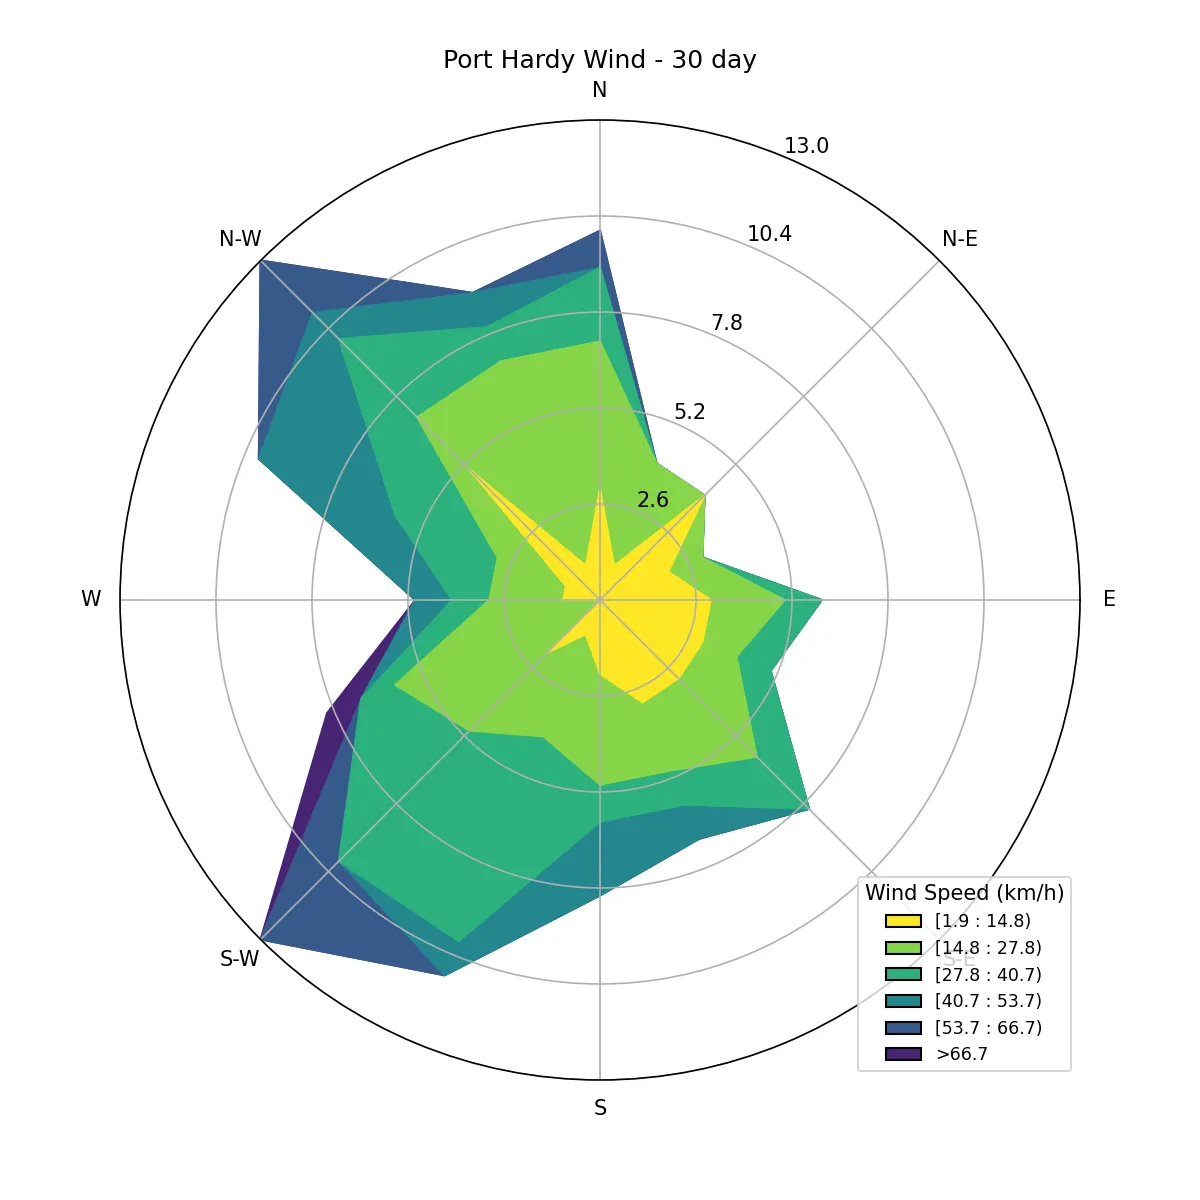 Port Hardy Wind - 30 day
N
13.0
N-W
10.4
N-E
7.8
5.2
2.6
W
E
Wind Speed (km/h)
[1.9 : 14.8)
[14.8 : 27.8)
S-W
S-E
[27.8 : 40.7)
[40.7 : 53.7)
[53.7 : 66.7)
>66.7
S